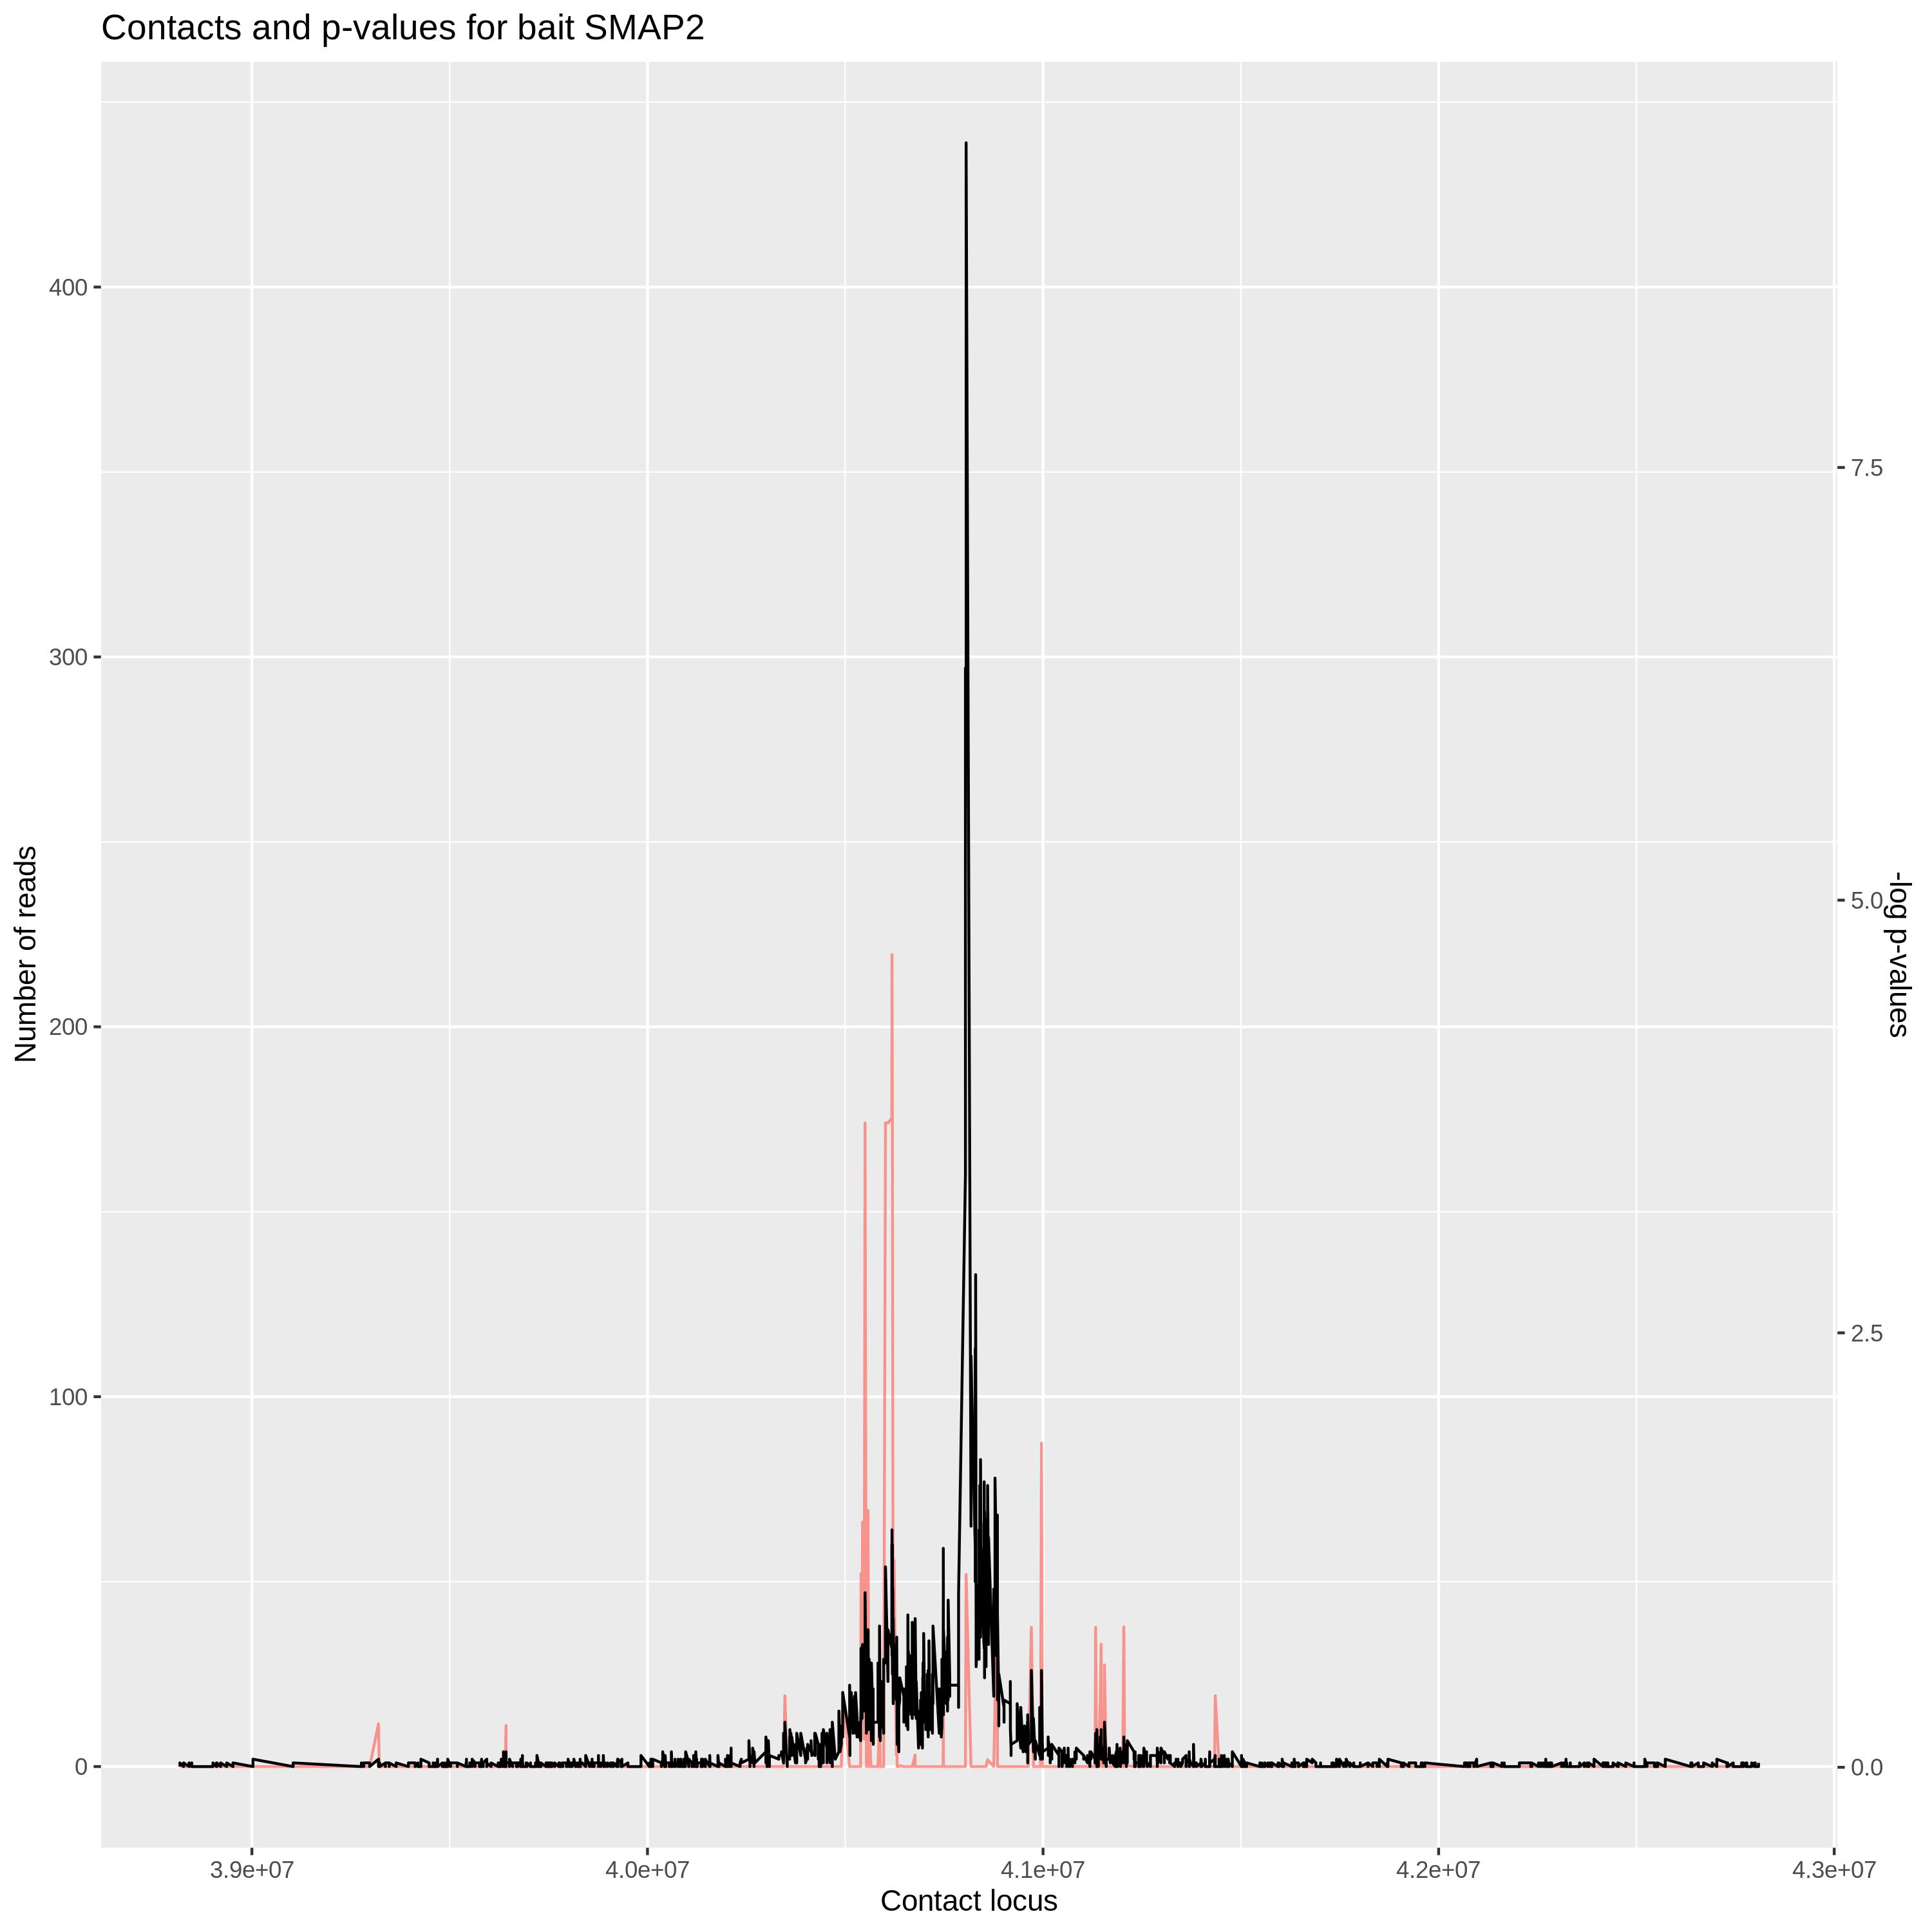 Contacts and p-values for bait SMAP2
400
300
200
100
0
Number of reads
7.5
5.0
2.5
0.0
-log p-values
3.9e+07
4.0e+07
4.1e+07
4.2e+07
4.3e+07
Contact locus